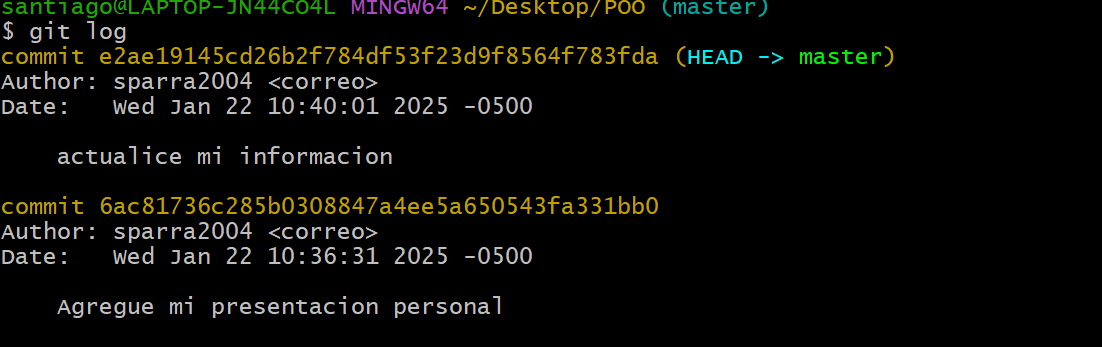 santiago@LAPTOP-JN44CO4L MINGW64 ~/Desktop/POO (master)
$ git log
commit e2ae19145cd26b2f784df53f23d9f8564f783fda (HEAD -> master)
Author: sparra2004 <correo>
Date:   Wed Jan 22 10:40:01 2025 -0500
    actualice mi informacion
commit 6ac81736c285b0308847a4ee5a650543fa331bb0
Author: sparra2004 <correo>
Date:   Wed Jan 22 10:36:31 2025 -0500
    Agregue mi presentacion personal